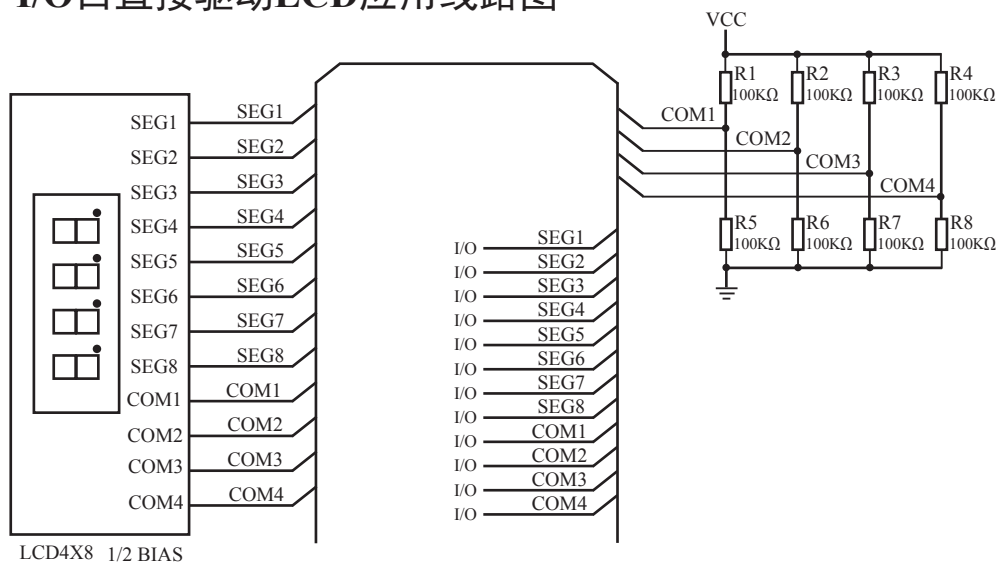 I/O口直接驱动LCD应用线路图
VCC
R1
100KΩ
R2
100KΩ
R3
100KΩ
R4
100KΩ
COM1
COM2
COM3
COM4
R5
100KΩ
R6
100KΩ
R7
100KΩ
R8
100KΩ
SEG1 SEG1
SEG2 SEG2
SEG3 SEG3
SEG4 SEG4
SEG5 SEG5
SEG6 SEG6
SEG7 SEG7
SEG8 SEG8
COM1 COM1
COM2 COM2
COM3 COM3
COM4 COM4
I/O SEG1
I/O SEG2
I/O SEG3
I/O SEG4
I/O SEG5
I/O SEG6
I/O SEG7
I/O SEG8
I/O COM1
I/O COM2
I/O COM3
I/O COM4
LCD4X8 1/2 BIAS